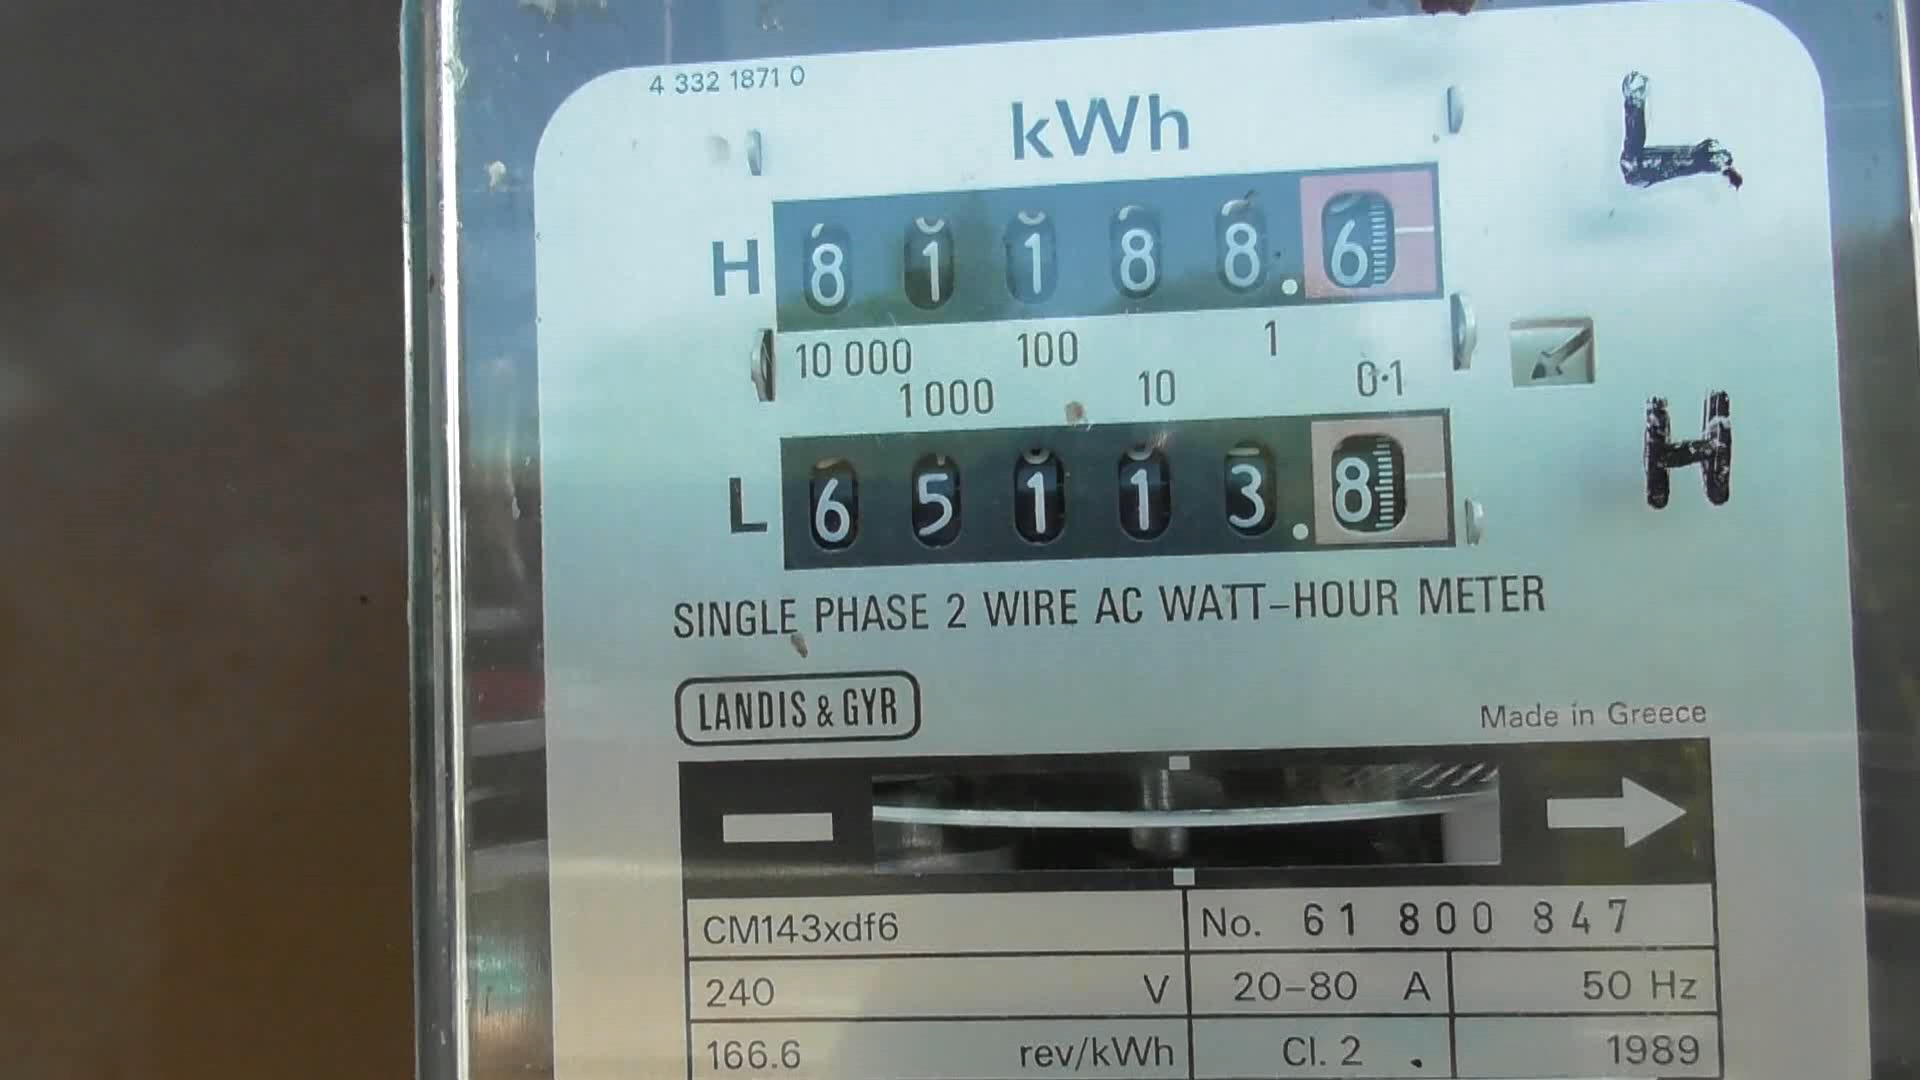 4 332 1871 0
kWh
L
H 8 1 1 8 8 . 6
10 000 100 1
1 000 10 0·1
H
L 6 5 1 1 3 . 8
SINGLE PHASE 2 WIRE AC WATT-HOUR METER
LANDIS & GYR
Made in Greece
CM143xdf6 No. 61 800 847
240 V 20-80 A 50 Hz
166.6 rev/kWh Cl. 2 . 1989